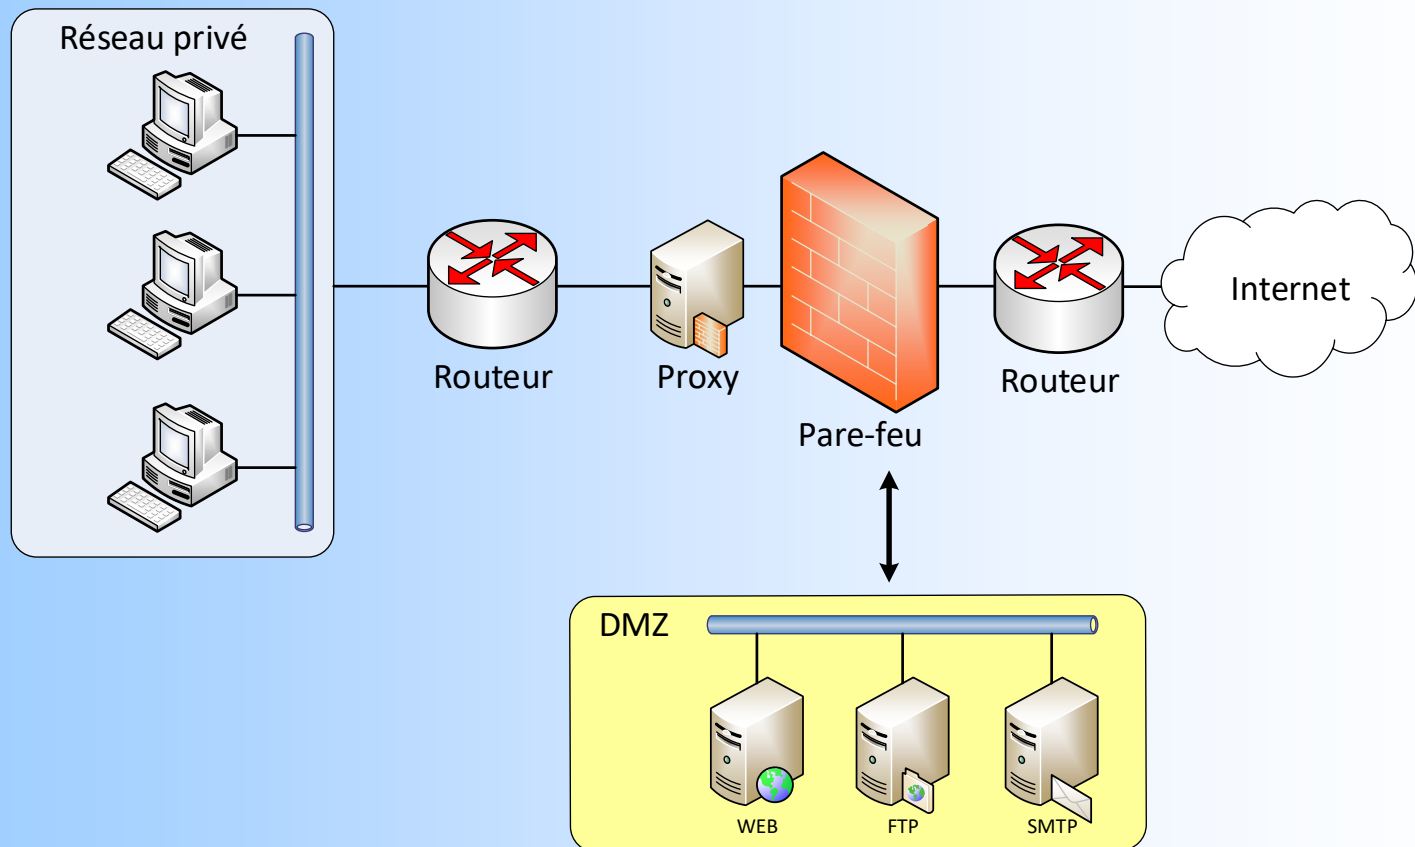 Réseau privé
Routeur
Proxy
Pare-feu
Routeur
Internet
DMZ
WEB
FTP
SMTP